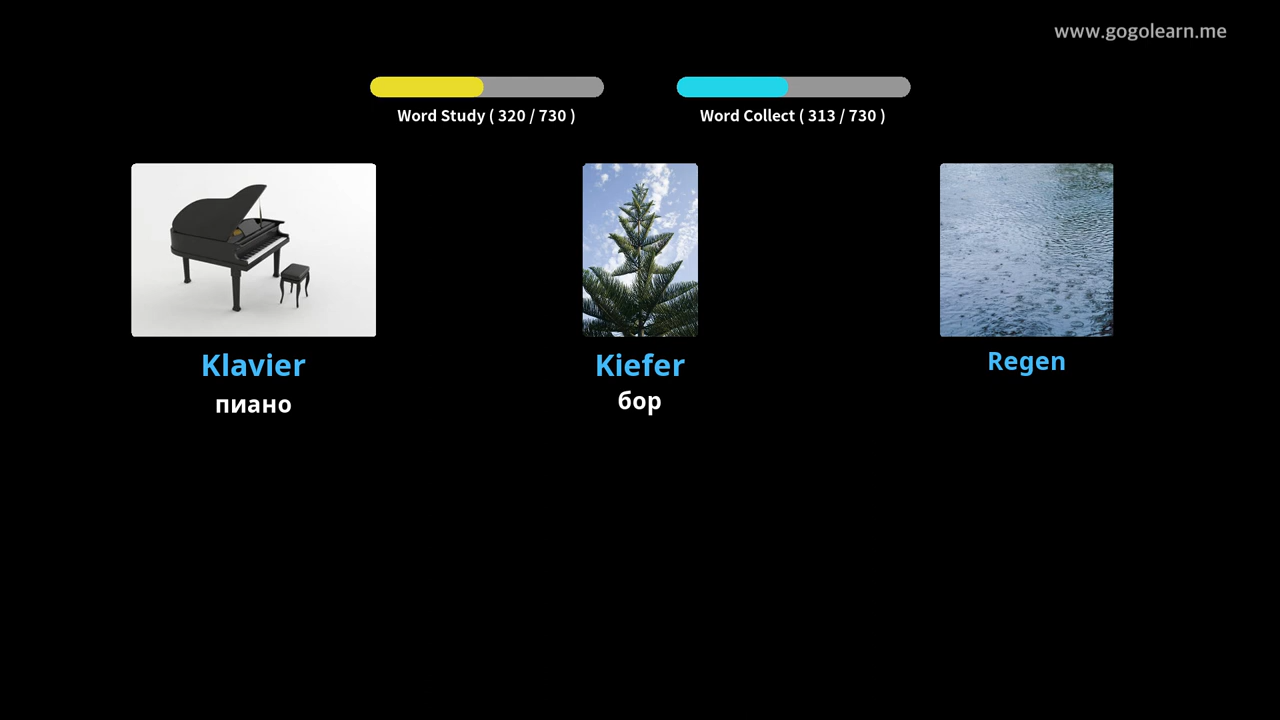 www.gogolearn.me
Word Study ( 320 / 730 )
Word Collect ( 313 / 730 )
Klavier
пиано
Kiefer
бор
Regen